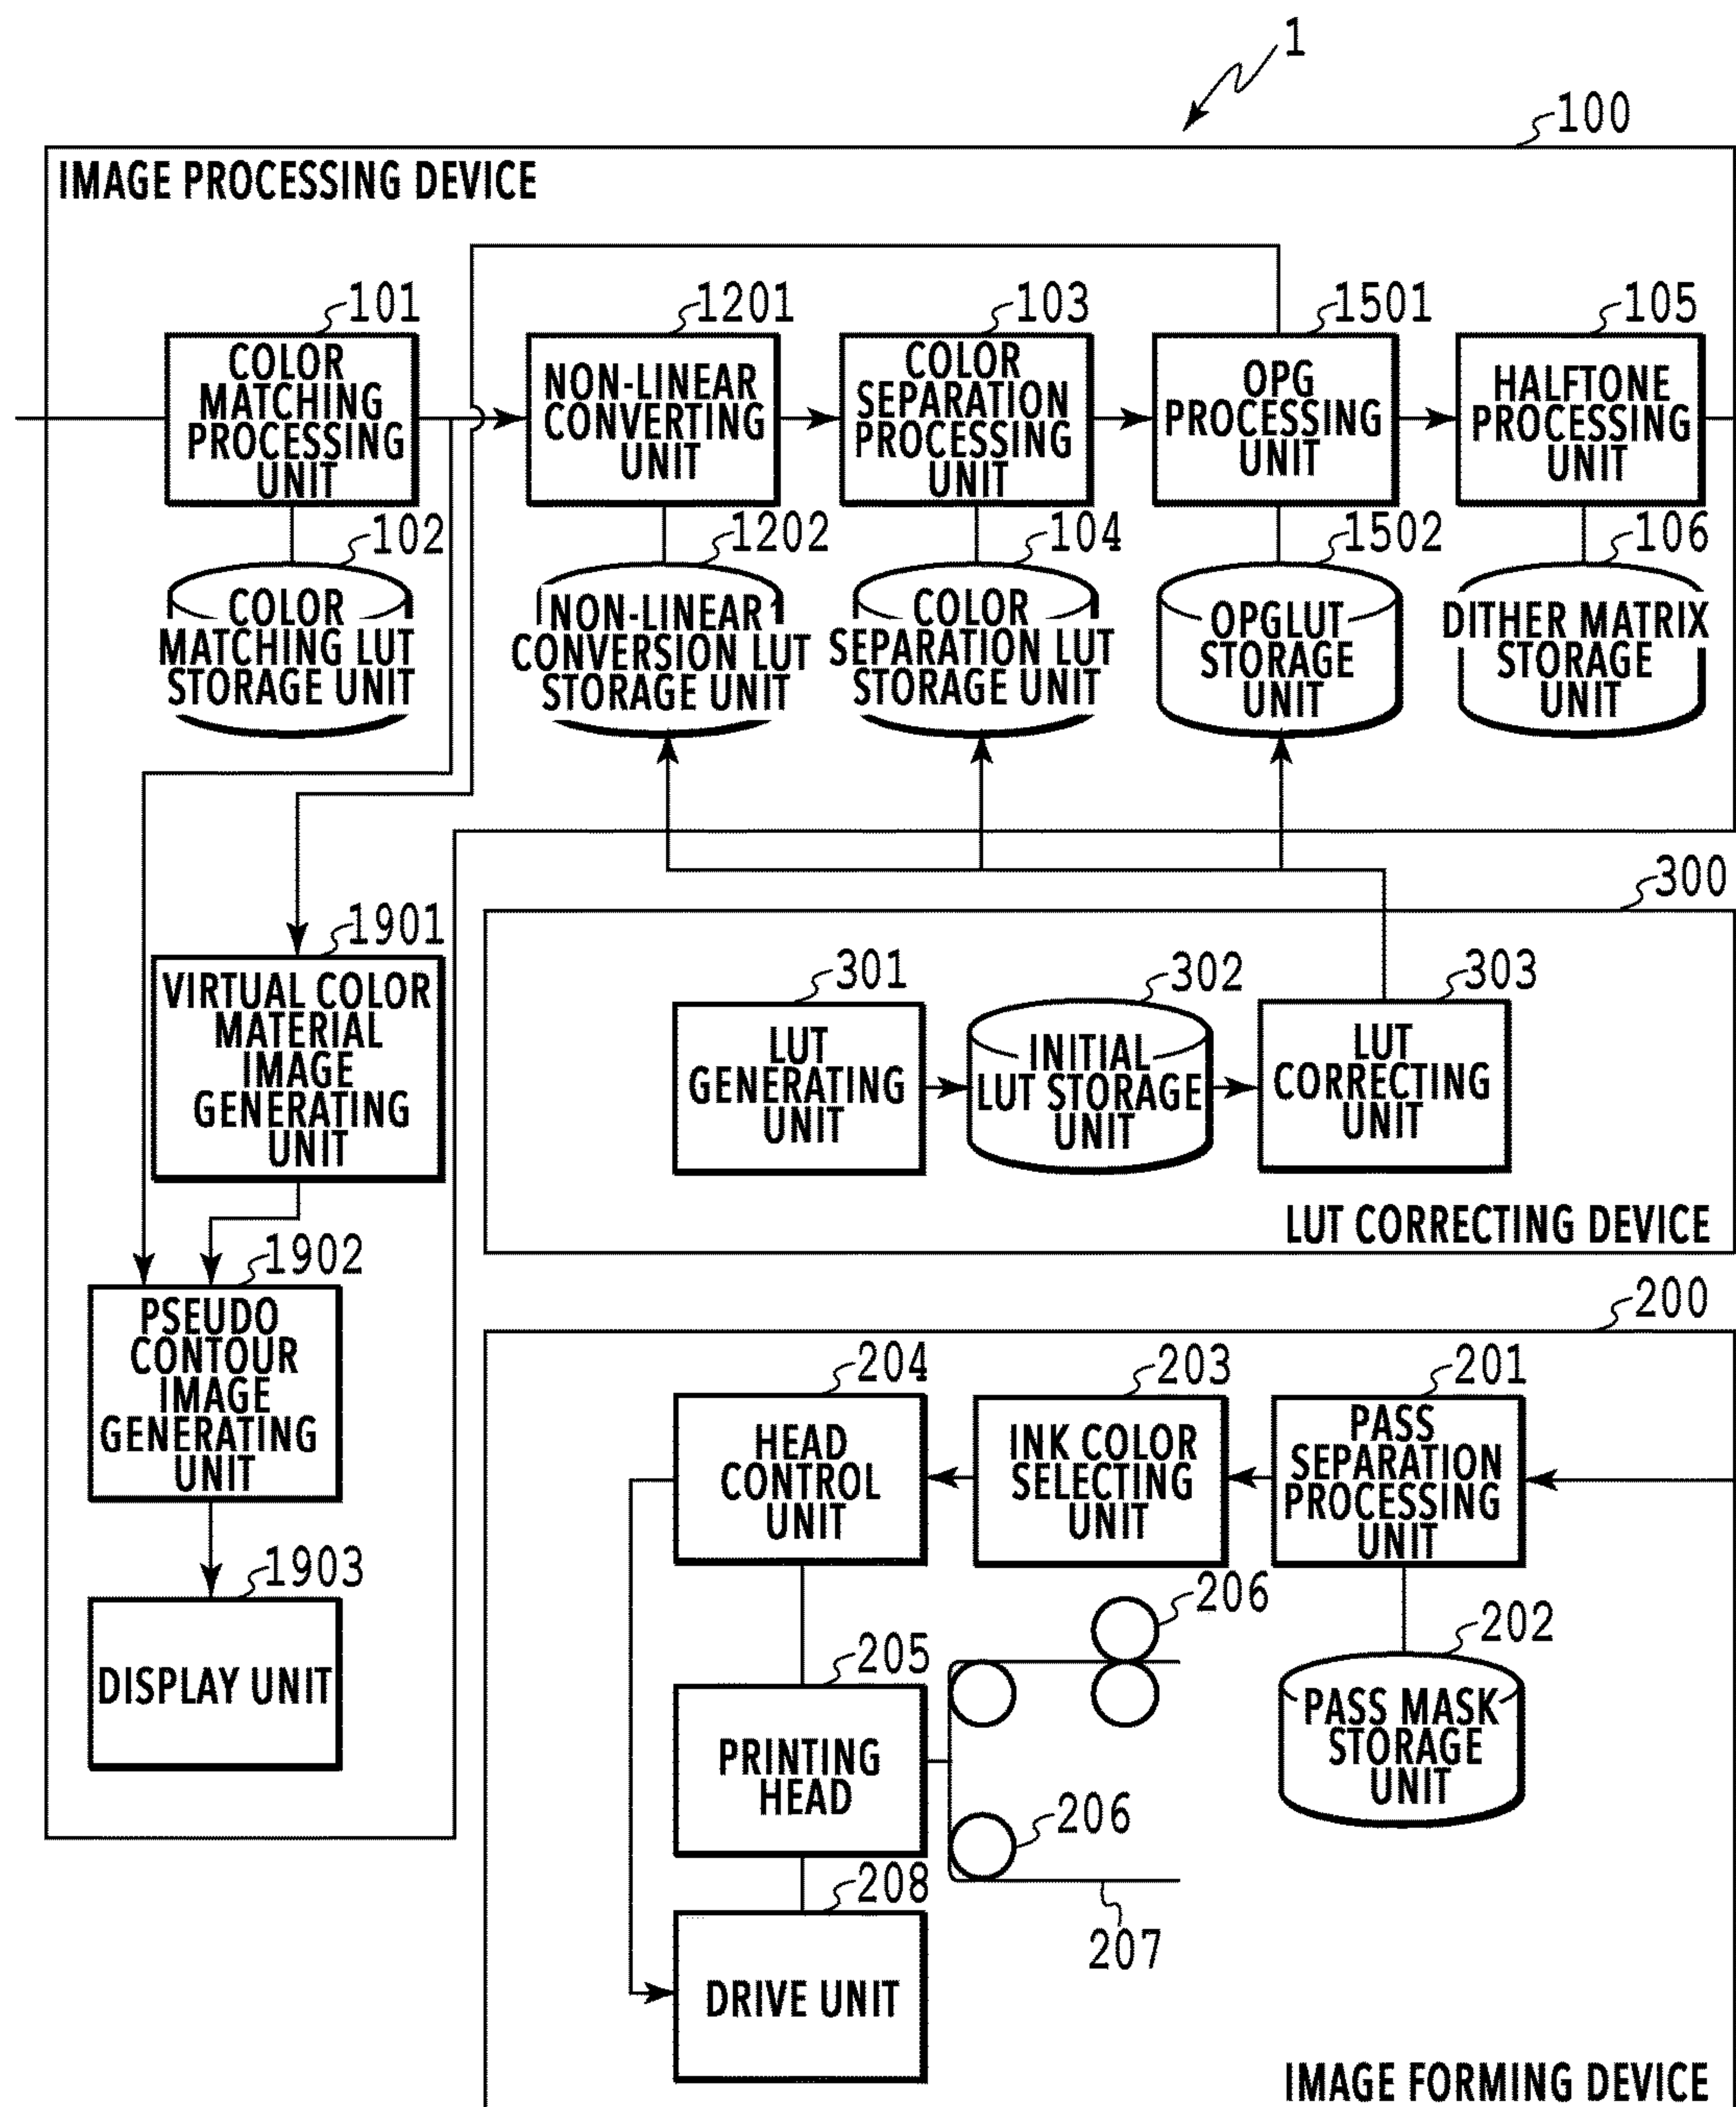 1
100
IMAGE PROCESSING DEVICE
101
COLOR
MATCHING
PROCESSING
UNIT
1201
NON-LINEAR
CONVERTING
UNIT
103
COLOR
SEPARATION
PROCESSING
UNIT
1501
OPG
PROCESSING
UNIT
105
HALFTONE
PROCESSING
UNIT
102
COLOR
MATCHING LUT
STORAGE UNIT
1202
NON-LINEAR
CONVERSION LUT
STORAGE UNIT
104
COLOR
SEPARATION LUT
STORAGE UNIT
1502
OPGLUT
STORAGE
UNIT
106
DITHER MATRIX
STORAGE
UNIT
300
1901
VIRTUAL COLOR
MATERIAL
IMAGE
GENERATING
UNIT
301
LUT
GENERATING
UNIT
302
INITIAL
LUT STORAGE
UNIT
303
LUT
CORRECTING
UNIT
LUT CORRECTING DEVICE
1902
PSEUDO
CONTOUR
IMAGE
GENERATING
UNIT
200
204
HEAD
CONTROL
UNIT
203
INK COLOR
SELECTING
UNIT
201
PASS
SEPARATION
PROCESSING
UNIT
1903
DISPLAY UNIT
205
PRINTING
HEAD
206
202
PASS MASK
STORAGE
UNIT
206
207
208
DRIVE UNIT
IMAGE FORMING DEVICE